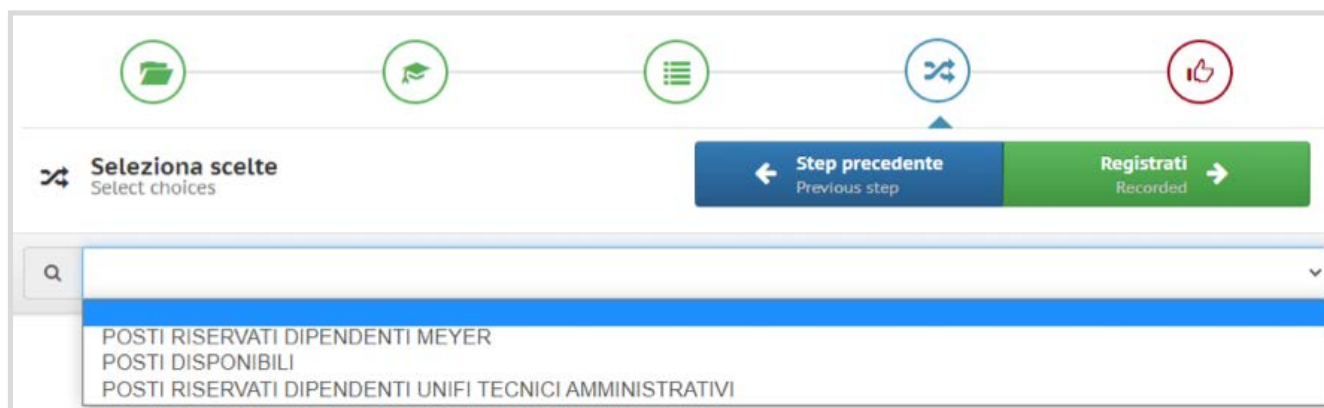 Seleziona scelte
Select choices
Step precedente
Previous step
Registrati
Recorded
POSTI RISERVATI DIPENDENTI MEYER
POSTI DISPONIBILI
POSTI RISERVATI DIPENDENTI UNIFI TECNICI AMMINISTRATIVI